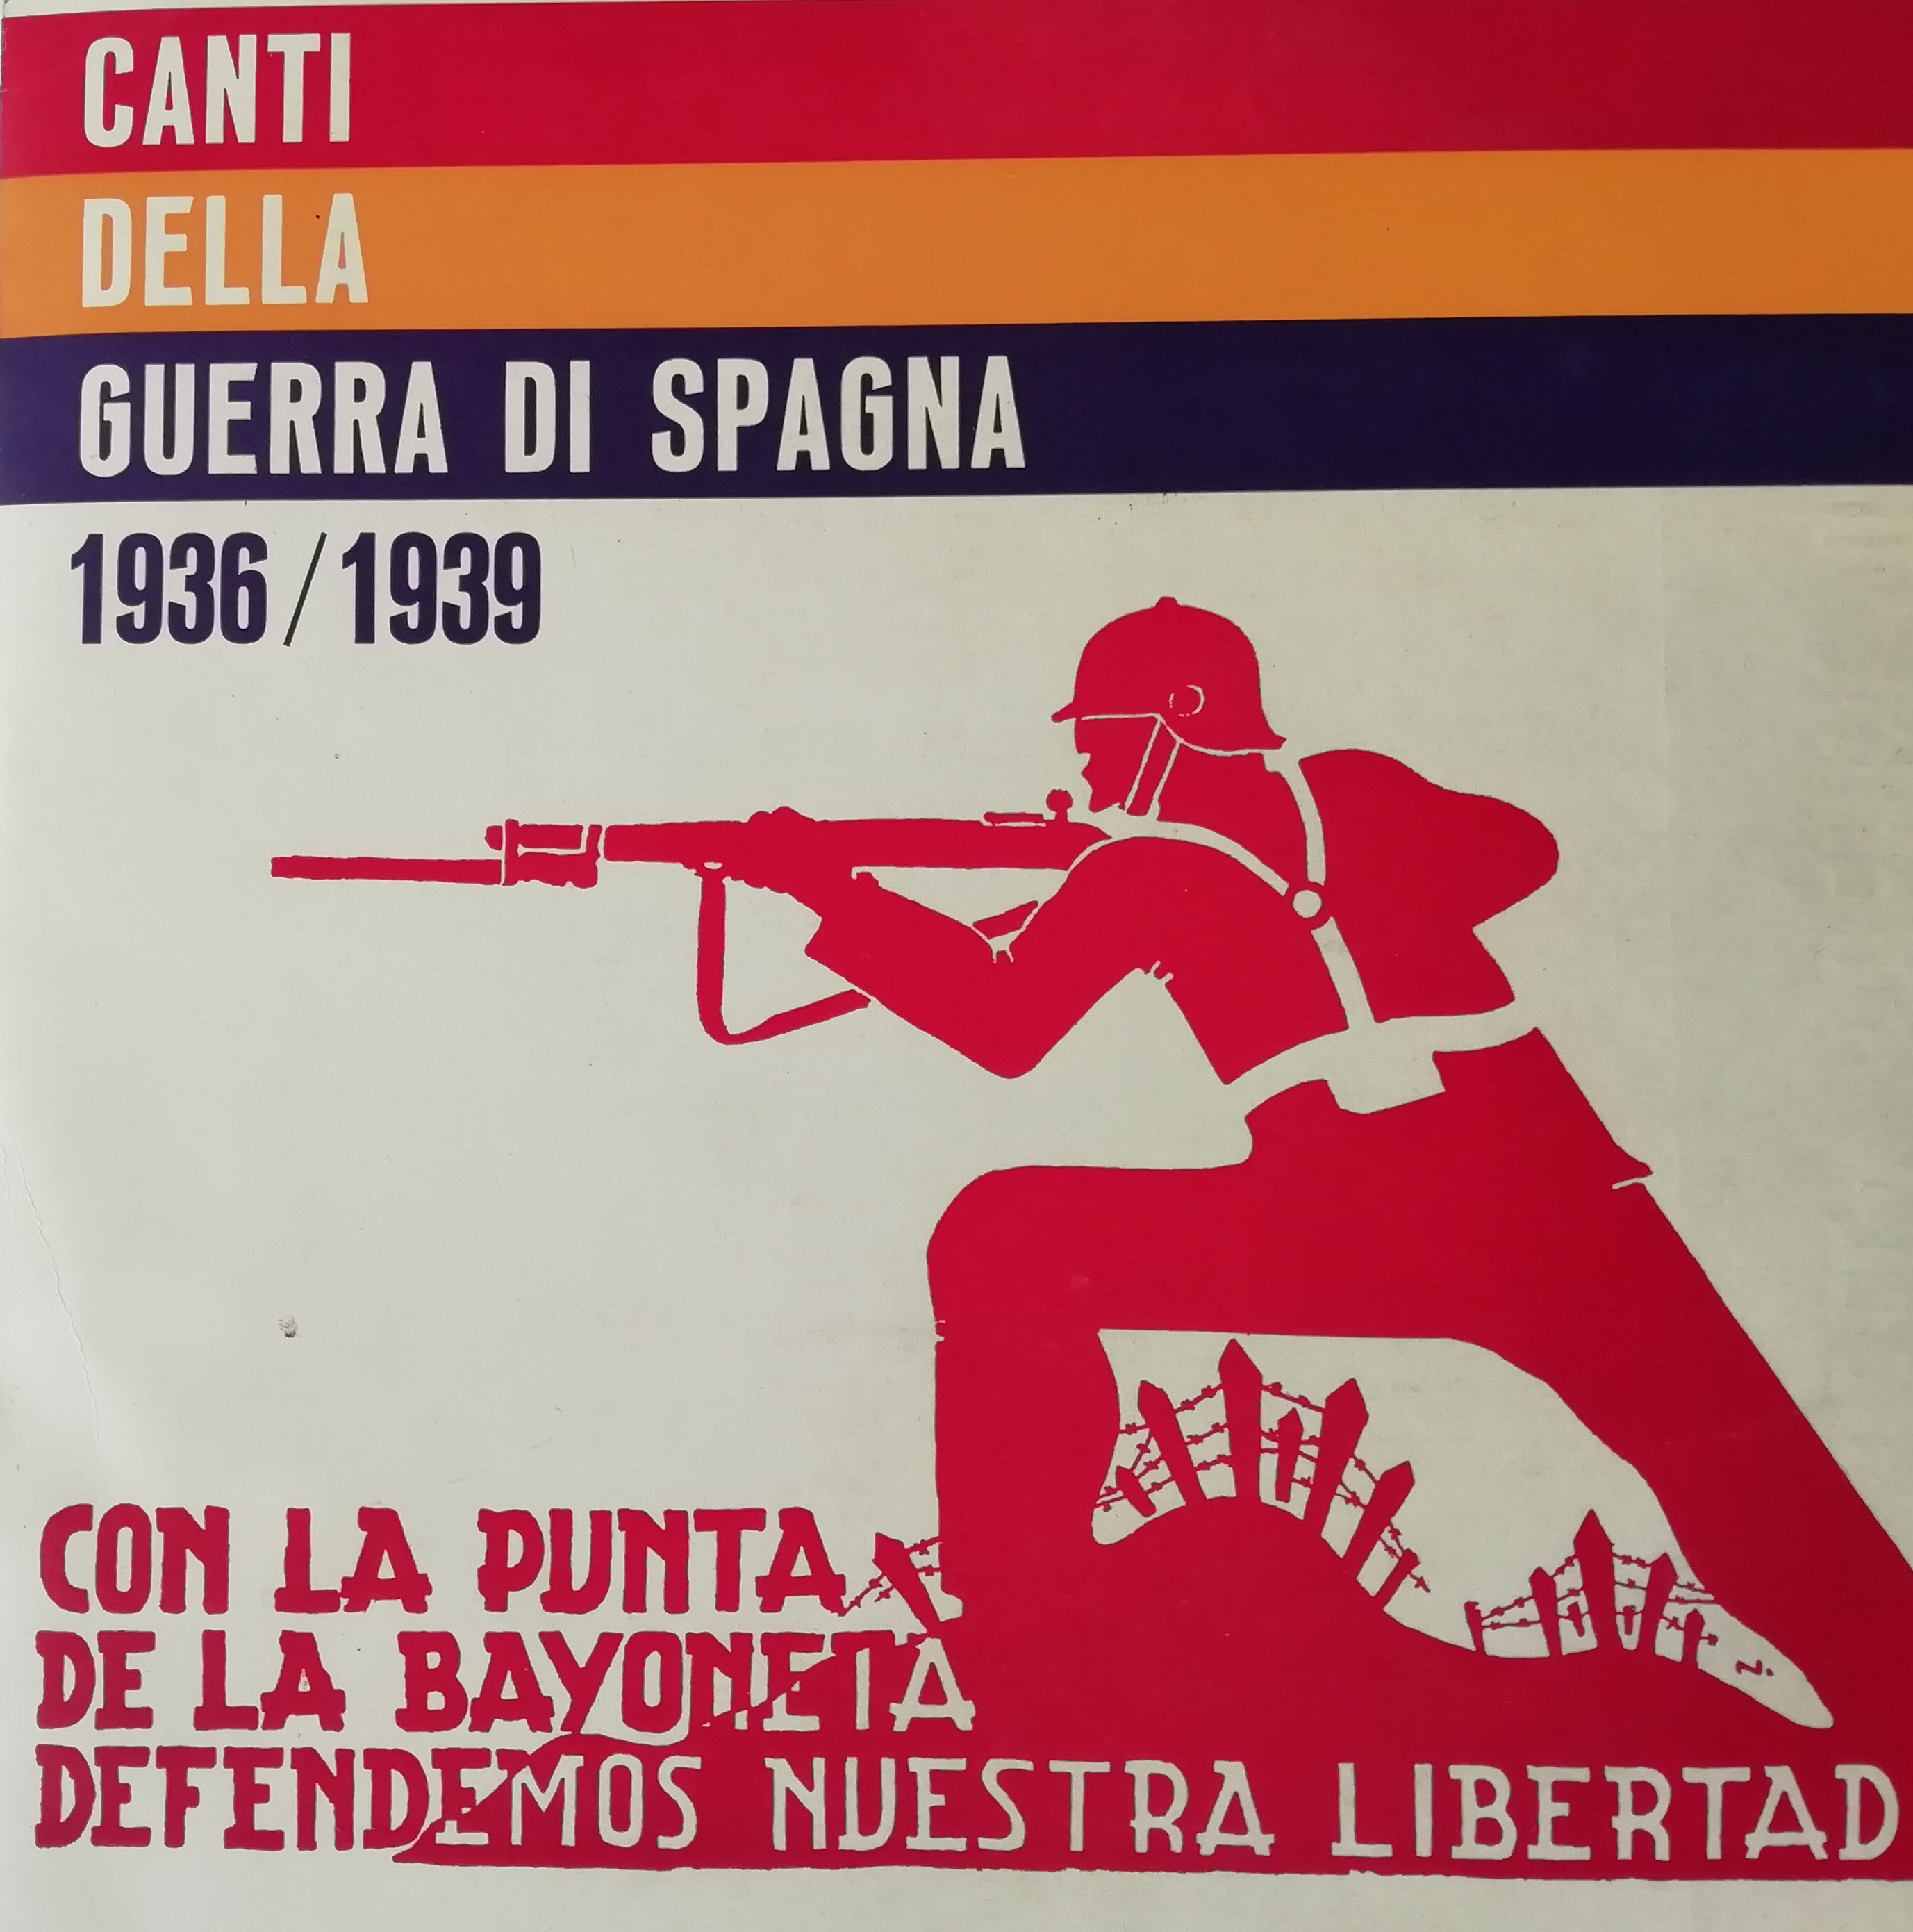 CANTI
DELLA
GUERRA DI SPAGNA
1936/1939
CON LA PUNTA
DE LA BAYONETA
DEFENDEMOS NUESTRA LIBERTAD